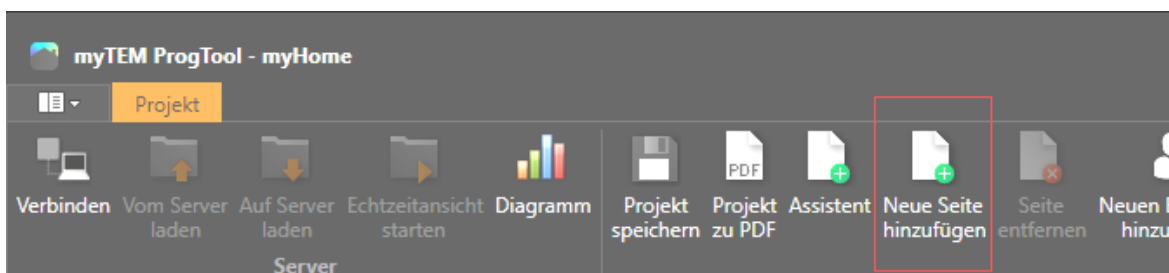 myTEM ProgTool - myHome
Projekt
Verbinden Vom Server Auf Server Echtzeitansicht Diagramm Projekt Projekt Assistent Neue Seite Seite Neuen
laden laden starten speichern zu PDF hinzufügen entfernen
PDF
Server